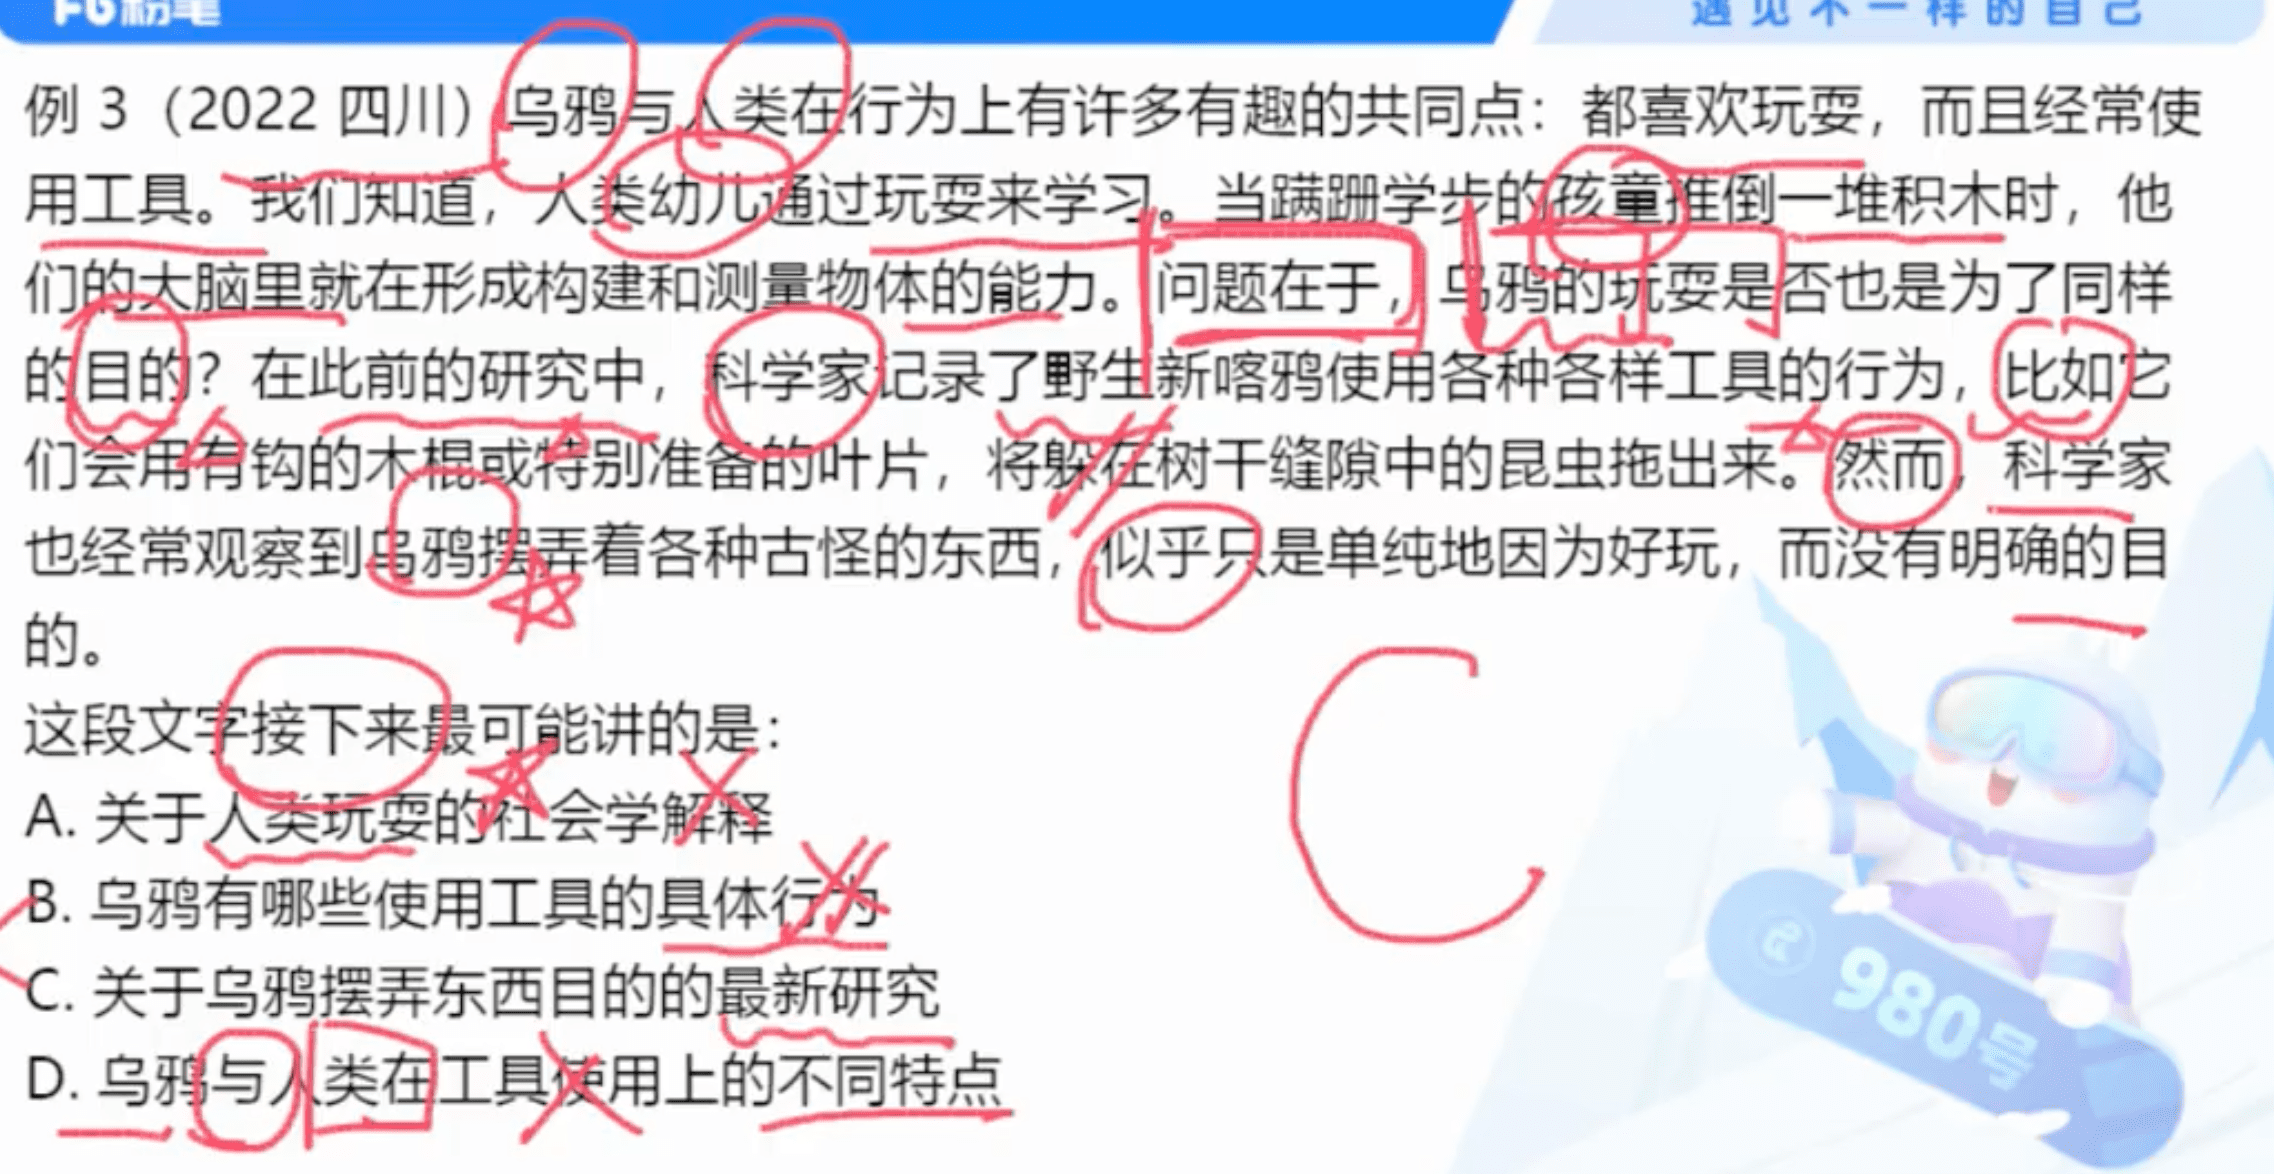 FG粉笔
遇见不一样的自己
例 3（2022 四川）乌鸦与人类在行为上有许多有趣的共同点：都喜欢玩耍，而且经常使
用工具。我们知道，人类幼儿通过玩耍来学习。当蹒跚学步的孩童推倒一堆积木时，他
们的大脑里就在形成构建和测量物体的能力。问题在于，乌鸦的玩耍是否也是为了同样
的目的？在此前的研究中，科学家记录了野生新喀鸦使用各种各样工具的行为，比如它
们会用有钩的木棍或特别准备的叶片，将躲在树干缝隙中的昆虫拖出来。然而，科学家
也经常观察到乌鸦摆弄着各种古怪的东西，似乎只是单纯地因为好玩，而没有明确的目
的。
这段文字接下来最可能讲的是：
A. 关于人类玩耍的社会学解释
B. 乌鸦有哪些使用工具的具体行为
C. 关于乌鸦摆弄东西目的的最新研究
D. 乌鸦与人类在工具使用上的不同特点
C
980号